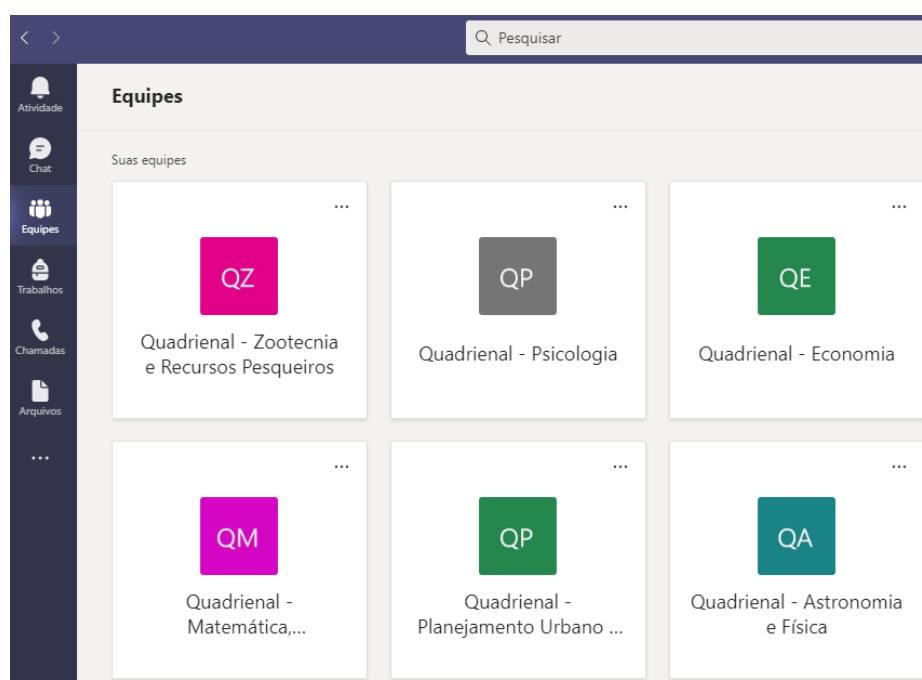 Pesquisar
Atividade
Chat
Equipes
Trabalhos
Chamadas
Arquivos
...
Equipes
Suas equipes
...
QZ
Quadrienal - Zootecnia
e Recursos Pesqueiros
...
QP
Quadrienal - Psicologia
...
QE
Quadrienal - Economia
...
QM
Quadrienal -
Matemática,...
...
QP
Quadrienal -
Planejamento Urbano ...
...
QA
Quadrienal - Astronomia
e Física